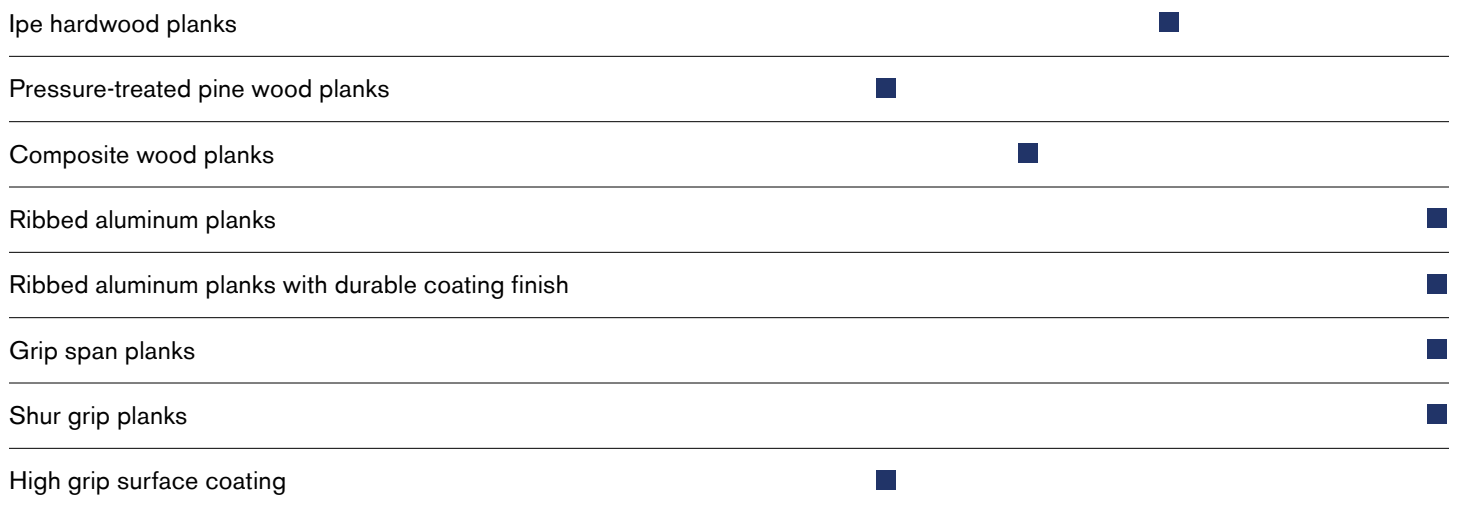 Ipe hardwood planks
Pressure-treated pine wood planks
Composite wood planks
Ribbed aluminum planks
Ribbed aluminum planks with durable coating finish
Grip span planks
Shur grip planks
High grip surface coating